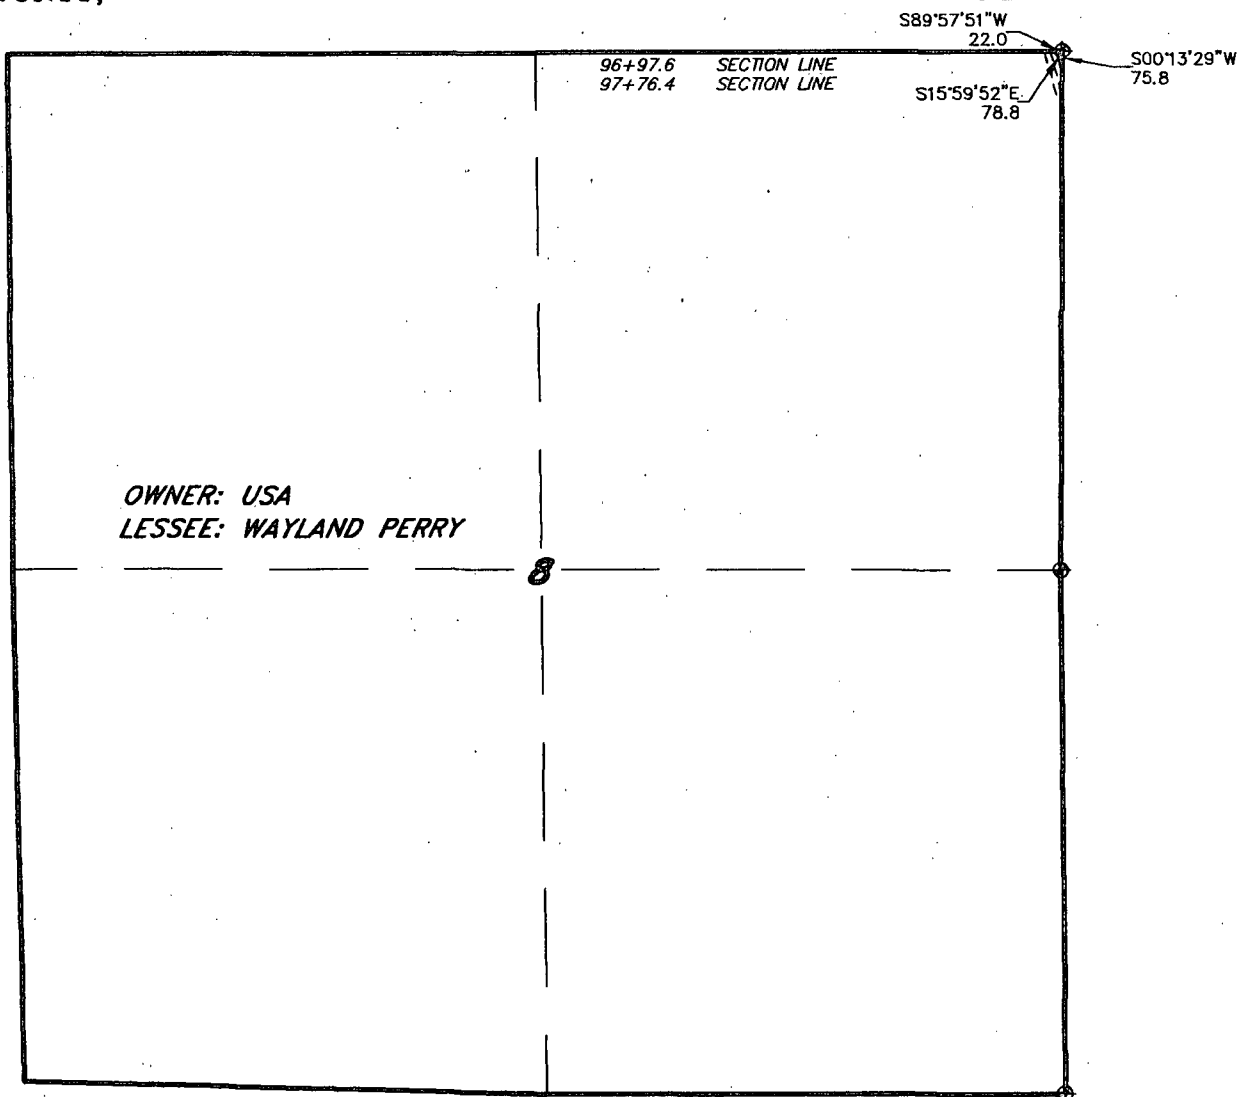 S89°57'51"W
22.0
S00°13'29"W
75.8
96+97.6 SECTION LINE
97+76.4 SECTION LINE
S15°59'52"E
78.8
OWNER: USA
LESSEE: WAYLAND PERRY
8